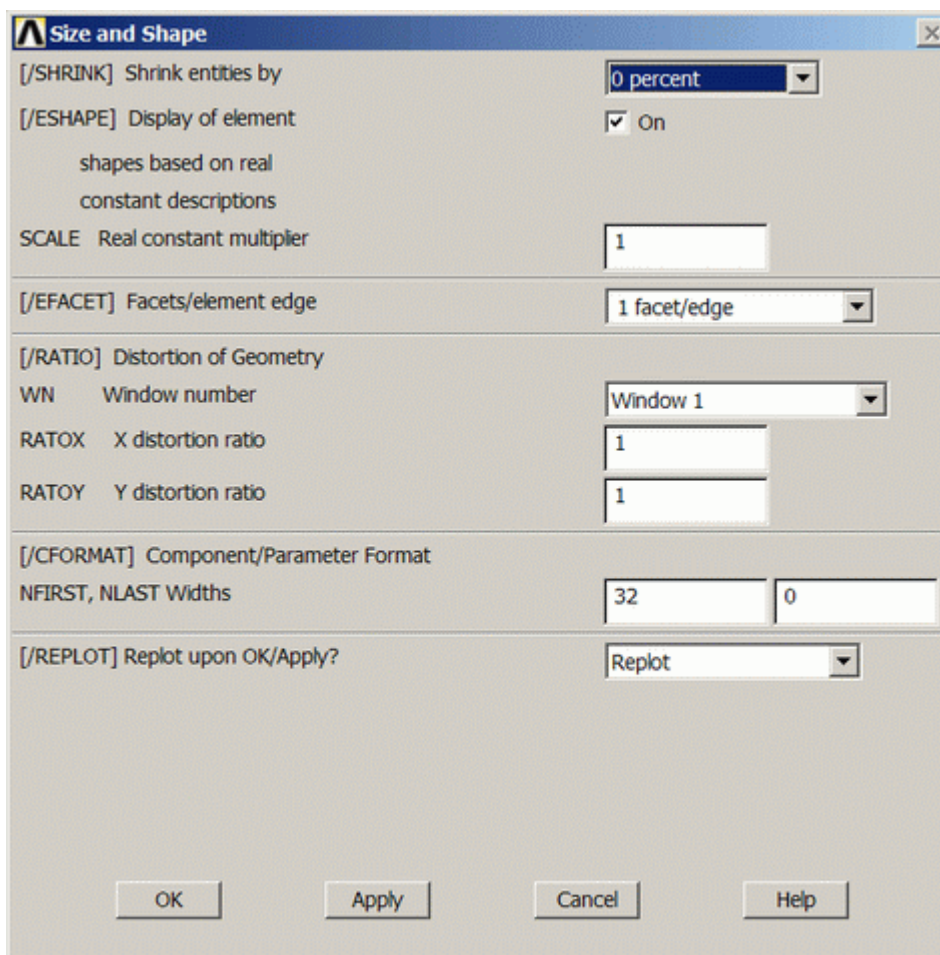 Size and Shape
[/SHRINK] Shrink entities by 0 percent
[/ESHAPE] Display of element On
shapes based on real
constant descriptions
SCALE Real constant multiplier 1
[/EFACET] Facets/element edge 1 facet/edge
[/RATIO] Distortion of Geometry
WN Window number Window 1
RATOX X distortion ratio 1
RATOY Y distortion ratio 1
[/CFORMAT] Component/Parameter Format
NFIRST, NLAST Widths 32 0
[/REPLOT] Replot upon OK/Apply? Replot
OK Apply Cancel Help